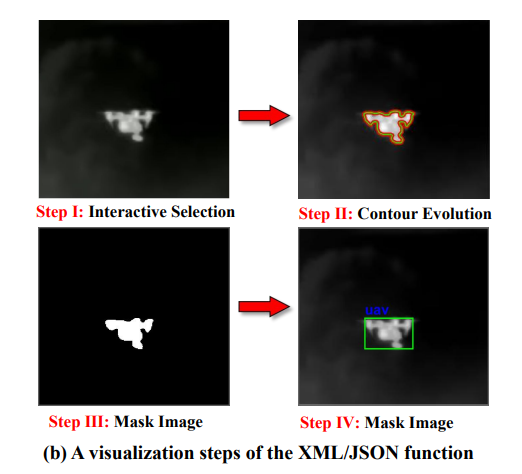 Step I: Interactive Selection
Step II: Contour Evolution
uav
Step III: Mask Image
Step IV: Mask Image
(b) A visualization steps of the XML/JSON function